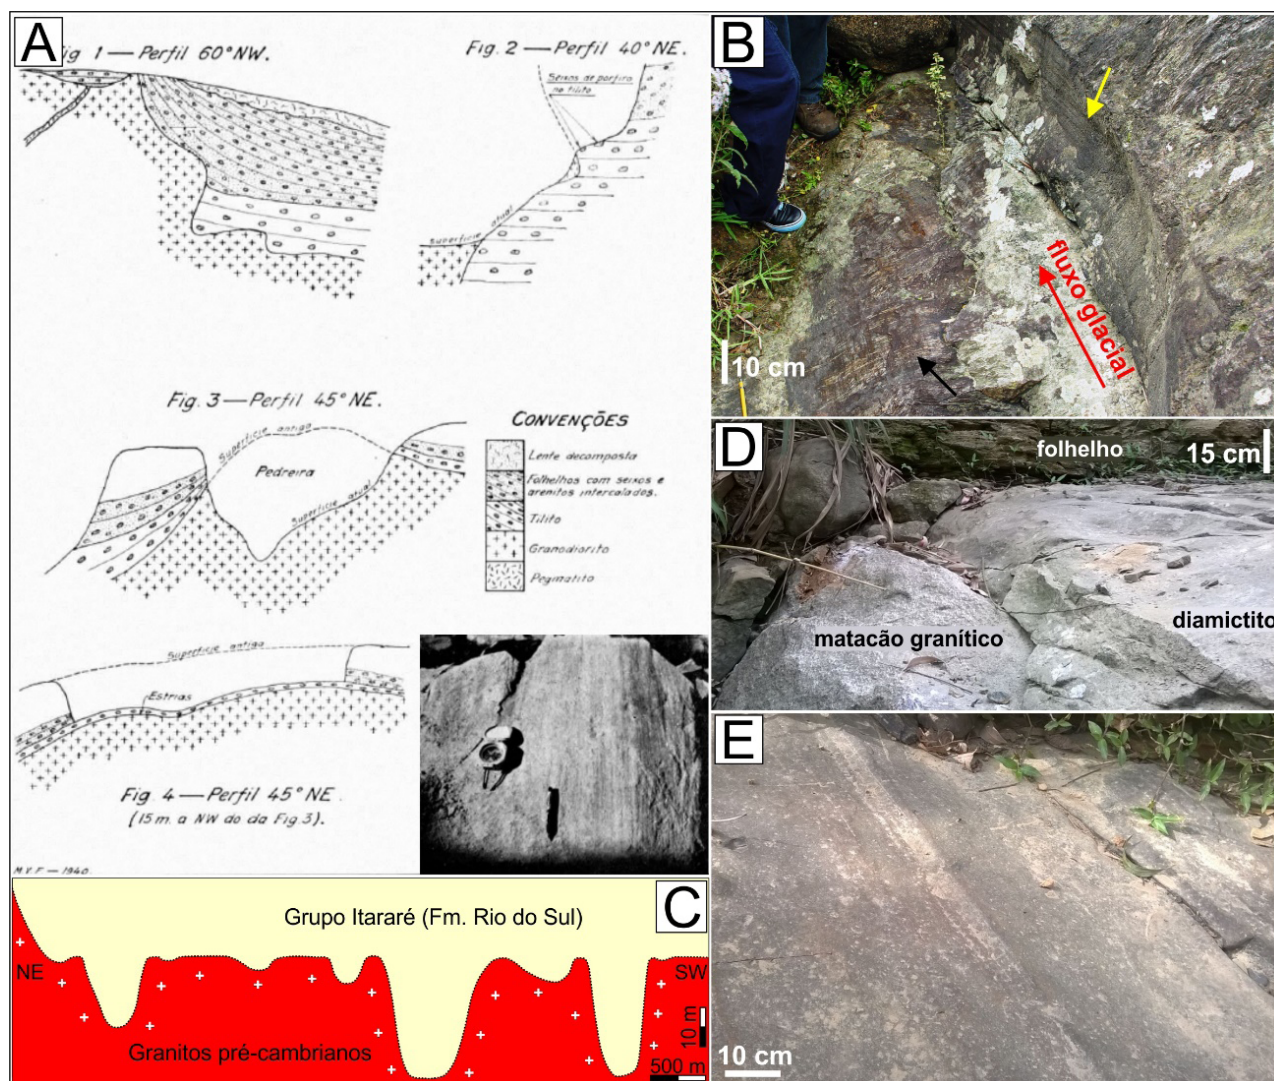 A
Fig 1 — Perfil 60° NW.
Fig. 2 — Perfil 40° NE.
Seixos de porfiro
no tilito
superficie atual
Fig. 3 — Perfil 45° NE.
Superficie antiga
Pedreira
Superficie atual
CONVENÇÕES
Lente decomposta
Folhelhos com seixos e
arenitos intercalados.
Tilito
Granodiorito
Pegmatito
Superficie antiga
Estrias
Fig. 4 — Perfil 45° NE.
(15 m. a NW do da Fig. 3).
M.V.F. — 1940.
B
fluxo glacial
10 cm
C
Grupo Itararé (Fm. Rio do Sul)
NE
SW
Granitos pré-cambrianos
10 m
500 m
D
folhelho
15 cm
matacão granítico
diamictito
E
10 cm